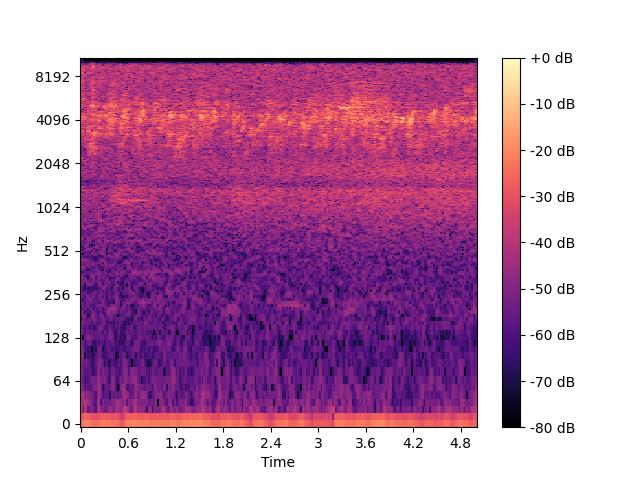 8192
4096
2048
1024
512
256
128
64
0
Hz
0 0.6 1.2 1.8 2.4 3 3.6 4.2 4.8
Time
+0 dB
-10 dB
-20 dB
-30 dB
-40 dB
-50 dB
-60 dB
-70 dB
-80 dB